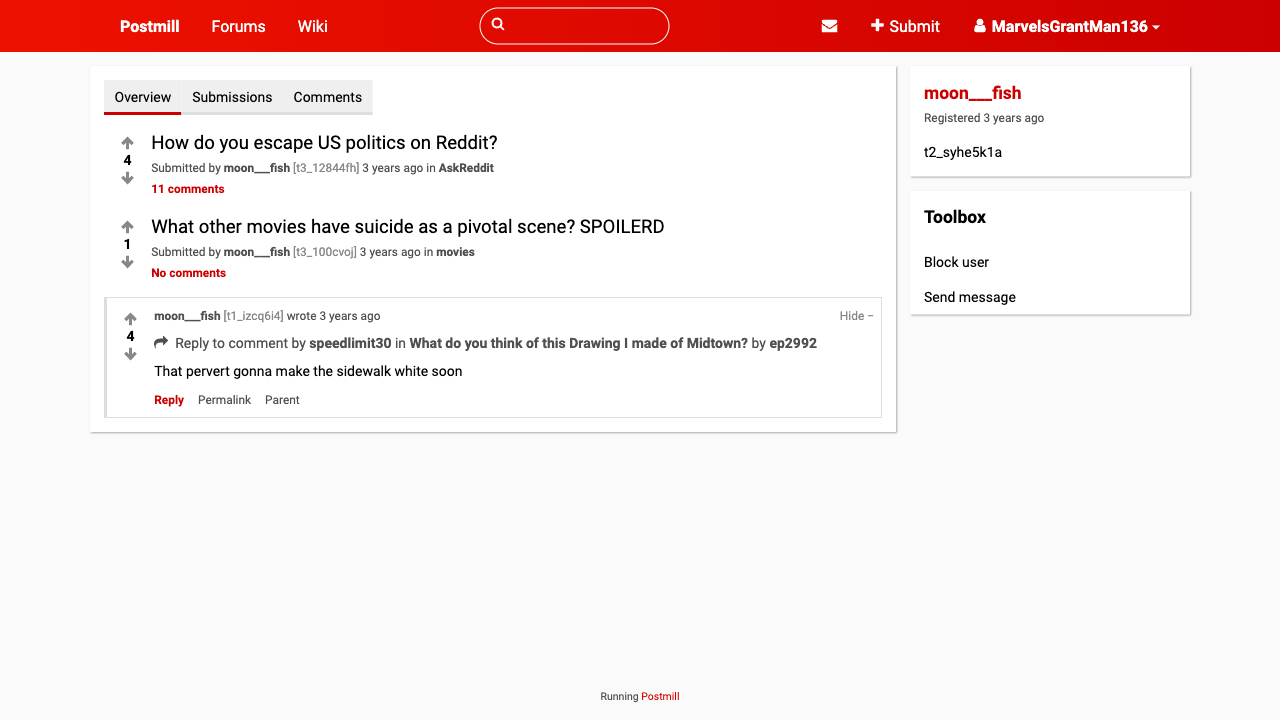 Postmill Forums Wiki Submit MarvelsGrantMan136
Overview Submissions Comments
How do you escape US politics on Reddit?
4
Submitted by moon___fish [t3_12844fh] 3 years ago in AskReddit
11 comments
What other movies have suicide as a pivotal scene? SPOILERD
1
Submitted by moon___fish [t3_100cvoj] 3 years ago in movies
No comments
moon___fish [t1_izcq6i4] wrote 3 years ago Hide –
4
Reply to comment by speedlimit30 in What do you think of this Drawing I made of Midtown? by ep2992
That pervert gonna make the sidewalk white soon
Reply Permalink Parent
moon___fish
Registered 3 years ago
t2_syhe5k1a
Toolbox
Block user
Send message
Running Postmill